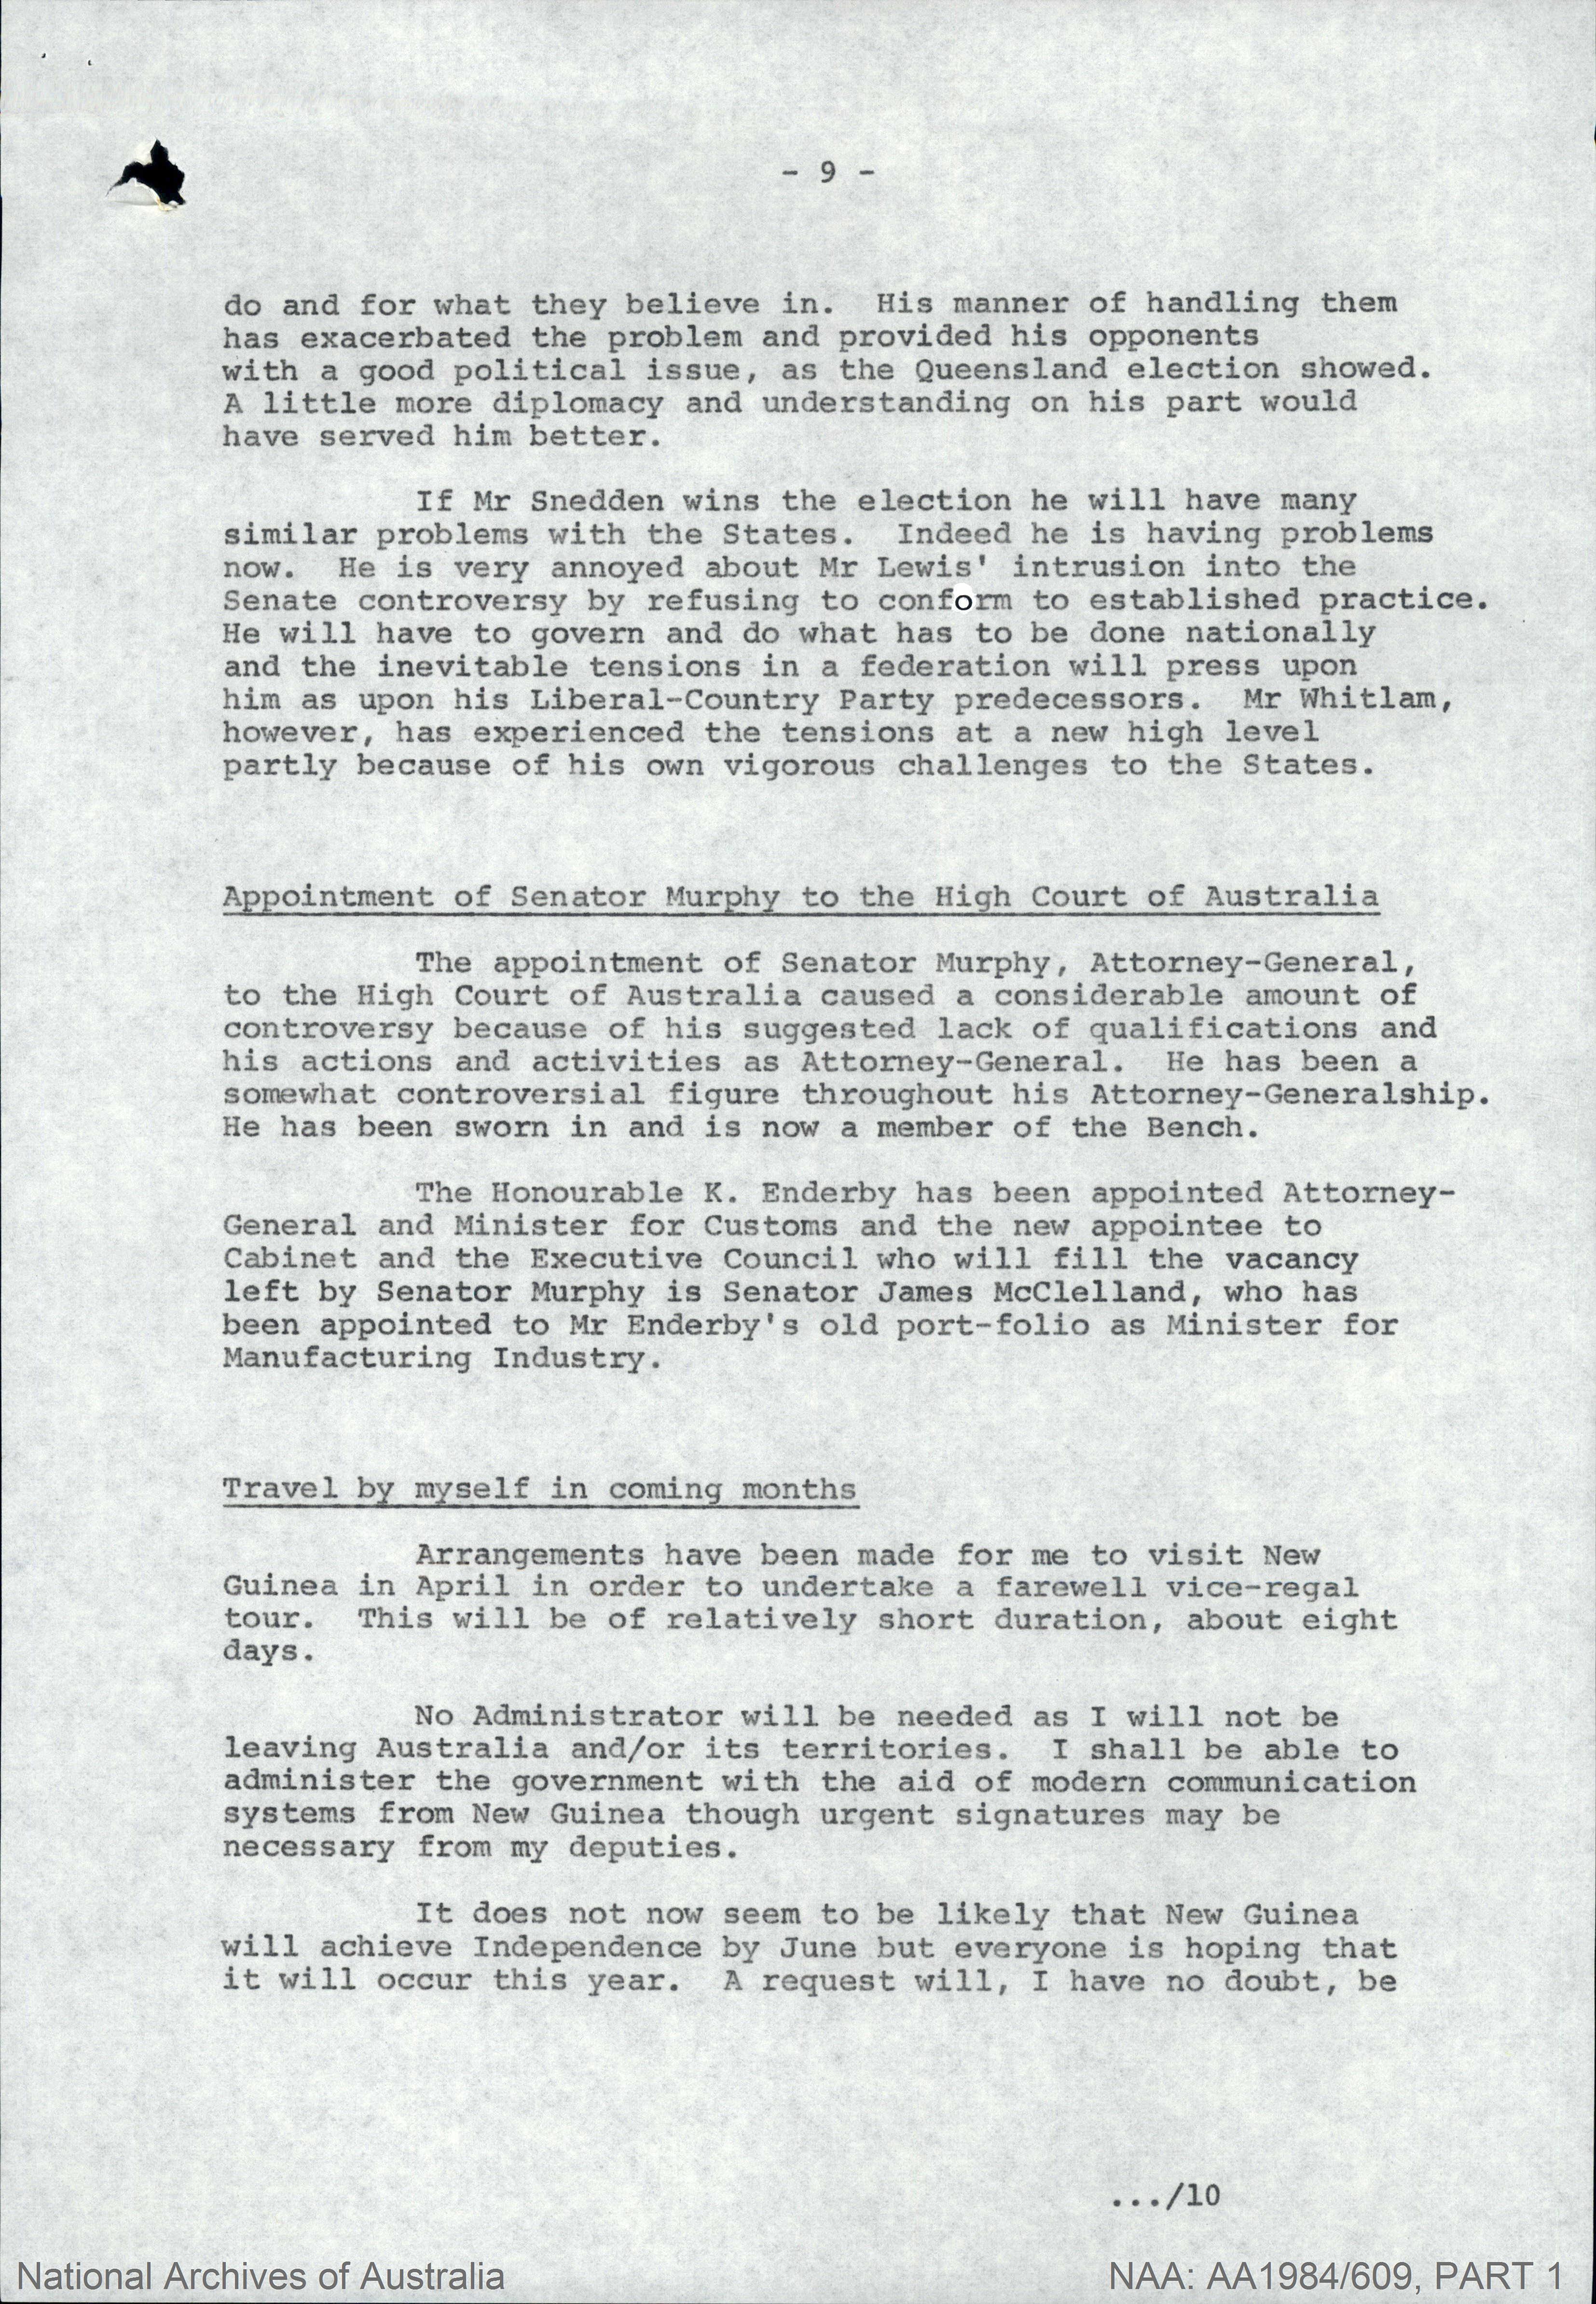 - 9 -
do and for what they believe in. His manner of handling them
has exacerbated the problem and provided his opponents
with a good political issue, as the Queensland election showed.
A little more diplomacy and understanding on his part would
have served him better.
If Mr Snedden wins the election he will have many
similar problems with the States. Indeed he is having problems
now. He is very annoyed about Mr Lewis' intrusion into the
Senate controversy by refusing to conform to established practice.
He will have to govern and do what has to be done nationally
and the inevitable tensions in a federation will press upon
him as upon his Liberal-Country Party predecessors. Mr Whitlam,
however, has experienced the tensions at a new high level
partly because of his own vigorous challenges to the States.
Appointment of Senator Murphy to the High Court of Australia
The appointment of Senator Murphy, Attorney-General,
to the High Court of Australia caused a considerable amount of
controversy because of his suggested lack of qualifications and
his actions and activities as Attorney-General. He has been a
somewhat controversial figure throughout his Attorney-Generalship.
He has been sworn in and is now a member of the Bench.
The Honourable K. Enderby has been appointed Attorney-
General and Minister for Customs and the new appointee to
Cabinet and the Executive Council who will fill the vacancy
left by Senator Murphy is Senator James McClelland, who has
been appointed to Mr Enderby's old port-folio as Minister for
Manufacturing Industry.
Travel by myself in coming months
Arrangements have been made for me to visit New
Guinea in April in order to undertake a farewell vice-regal
tour. This will be of relatively short duration, about eight
days.
No Administrator will be needed as I will not be
leaving Australia and/or its territories. I shall be able to
administer the government with the aid of modern communication
systems from New Guinea though urgent signatures may be
necessary from my deputies.
It does not now seem to be likely that New Guinea
will achieve Independence by June but everyone is hoping that
it will occur this year. A request will, I have no doubt, be
.../10
National Archives of Australia
NAA: AA1984/609, PART 1